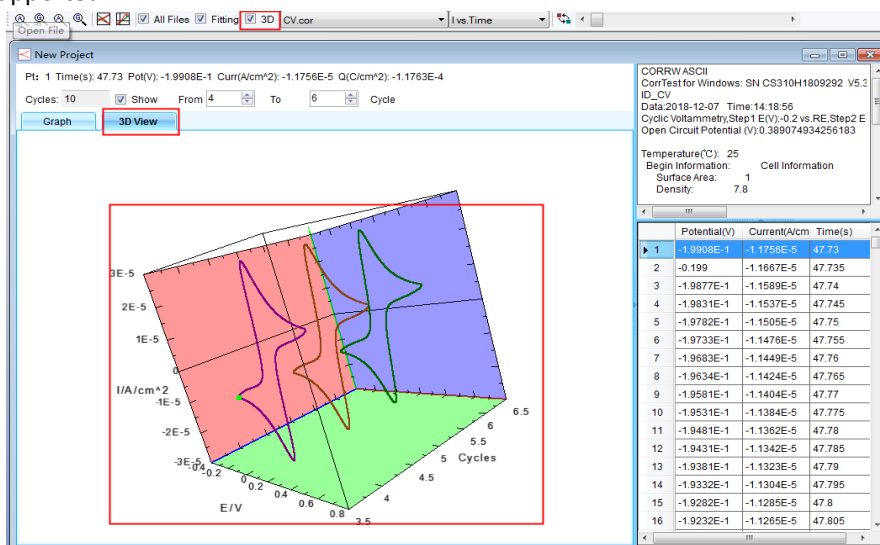 All Files Fitting 3D CV.cor I vs.Time
Open File
New Project
Pt: 1 Time(s): 47.73 Pot(V): -1.9908E-1 Curr(A/cm^2): -1.1756E-5 Q(C/cm^2): -1.1763E-4
Cycles: 10 Show From 4 To 6 Cycle
Graph 3D View
3E-5
2E-5
1E-5
0
I/A/cm^2
-1E-5
-2E-5
-3E-5
-0.4
-0.2
0
0.2
0.4
0.6
0.8
E/V
3.5
4
4.5
5
5.5
6
6.5
Cycles
CORRW ASCII
CorrTest for Windows: SN CS310H1809292 V5.3
ID_CV
Data:2018-12-07 Time:14:18:56
Cyclic Voltammetry,Step1 E(V):-0.2 vs.RE,Step2 E
Open Circuit Potential (V):0.389074934256183
Temperature(℃): 25
Begin Information: Cell Information
Surface Area: 1
Density: 7.8
Potential(V) Current(A/cm Time(s)
1 -1.9908E-1 -1.1756E-5 47.73
2 -0.199 -1.1667E-5 47.735
3 -1.9877E-1 -1.1589E-5 47.74
4 -1.9831E-1 -1.1537E-5 47.745
5 -1.9782E-1 -1.1505E-5 47.75
6 -1.9733E-1 -1.1476E-5 47.755
7 -1.9683E-1 -1.1449E-5 47.76
8 -1.9634E-1 -1.1424E-5 47.765
9 -1.9581E-1 -1.1404E-5 47.77
10 -1.9531E-1 -1.1384E-5 47.775
11 -1.9481E-1 -1.1362E-5 47.78
12 -1.9431E-1 -1.1342E-5 47.785
13 -1.9381E-1 -1.1323E-5 47.79
14 -1.9332E-1 -1.1304E-5 47.795
15 -1.9282E-1 -1.1285E-5 47.8
16 -1.9232E-1 -1.1265E-5 47.805